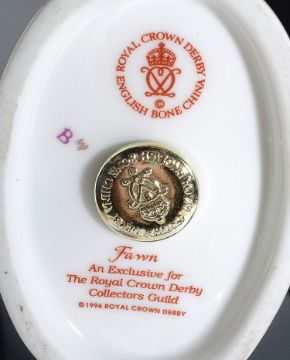 ROYAL CROWN DERBY
©
ENGLISH BONE CHINA
B MP
Fawn
An Exclusive for
The Royal Crown Derby
Collectors Guild
© 1996 ROYAL CROWN DERBY